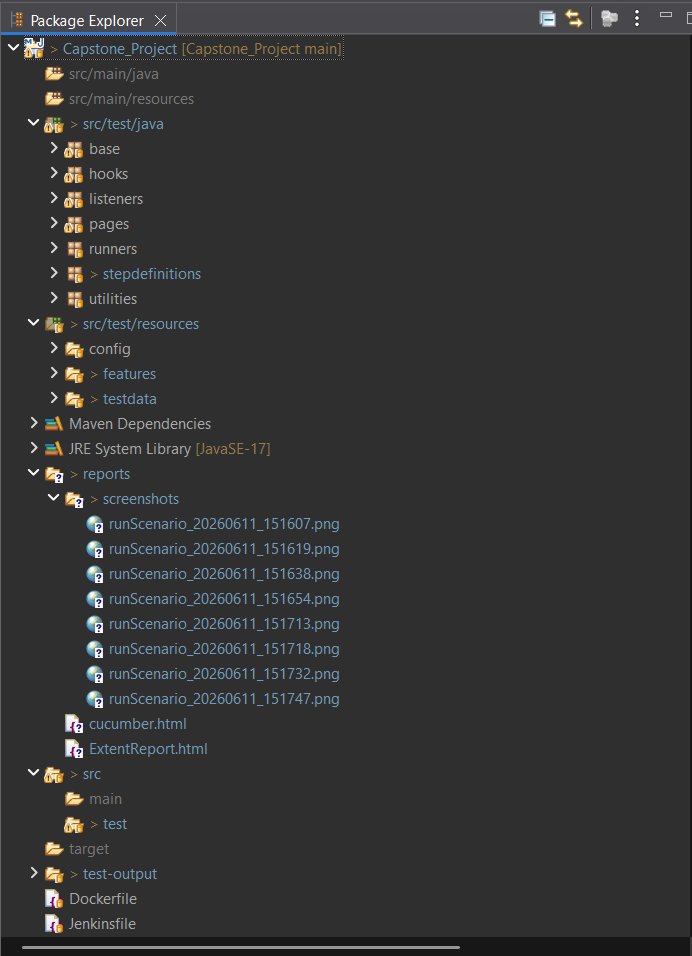 Package Explorer
> Capstone_Project [Capstone_Project main]
src/main/java
src/main/resources
> src/test/java
base
hooks
listeners
pages
runners
> stepdefinitions
utilities
> src/test/resources
config
> features
> testdata
Maven Dependencies
JRE System Library [JavaSE-17]
> reports
> screenshots
runScenario_20260611_151607.png
runScenario_20260611_151619.png
runScenario_20260611_151638.png
runScenario_20260611_151654.png
runScenario_20260611_151713.png
runScenario_20260611_151718.png
runScenario_20260611_151732.png
runScenario_20260611_151747.png
cucumber.html
ExtentReport.html
> src
main
> test
target
> test-output
Dockerfile
Jenkinsfile